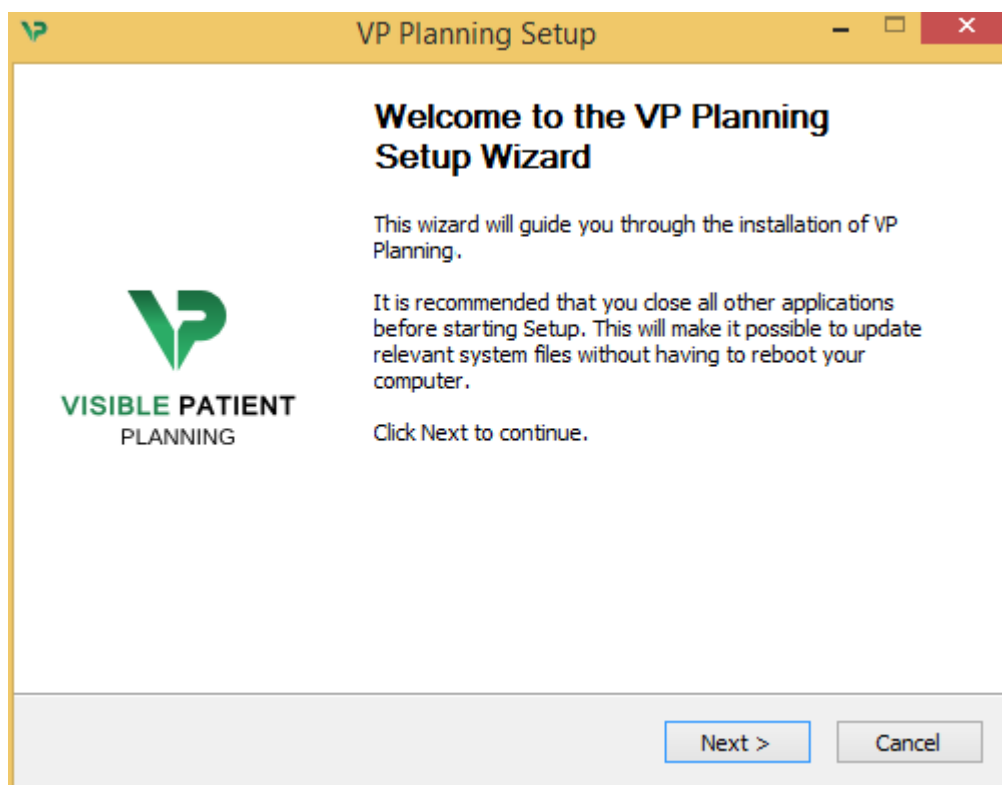 VP Planning Setup
Welcome to the VP Planning
Setup Wizard
This wizard will guide you through the installation of VP
Planning.
It is recommended that you close all other applications
before starting Setup. This will make it possible to update
relevant system files without having to reboot your
computer.
Click Next to continue.
VISIBLE PATIENT
PLANNING
Next >
Cancel